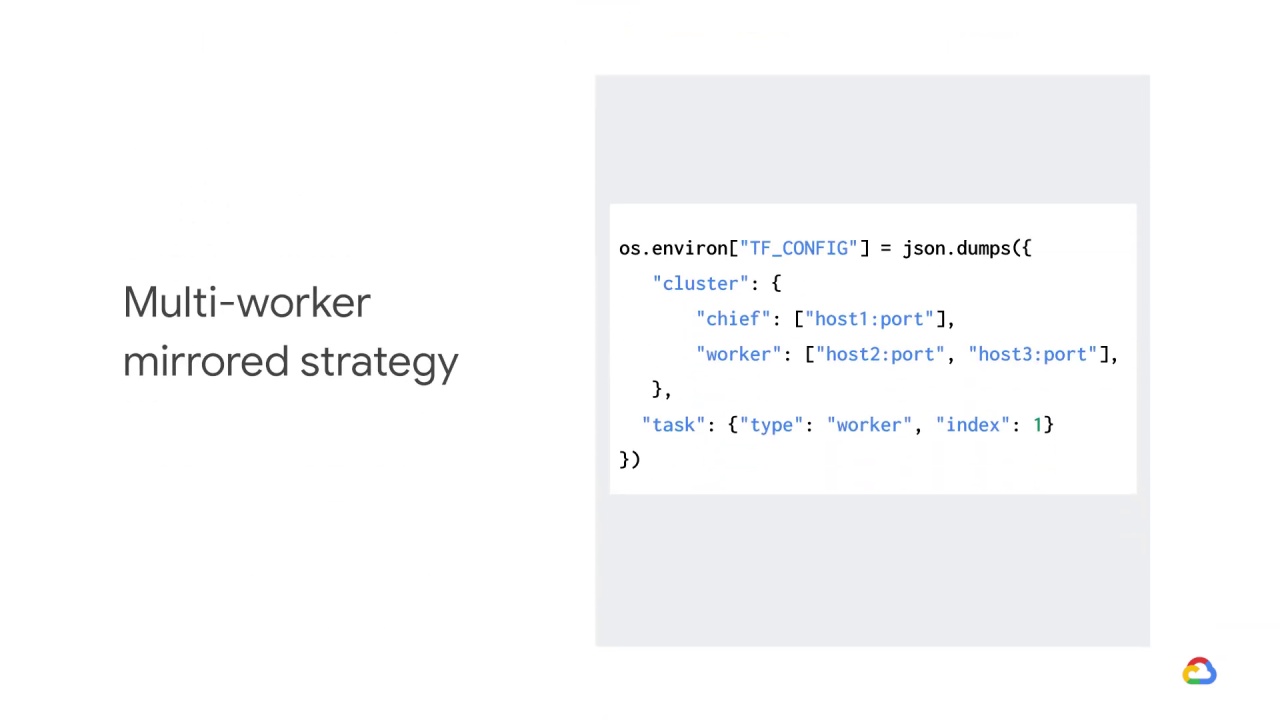 Multi-worker
mirrored strategy
os.environ["TF_CONFIG"] = json.dumps({
"cluster": {
"chief": ["host1:port"],
"worker": ["host2:port", "host3:port"],
},
"task": {"type": "worker", "index": 1}
})